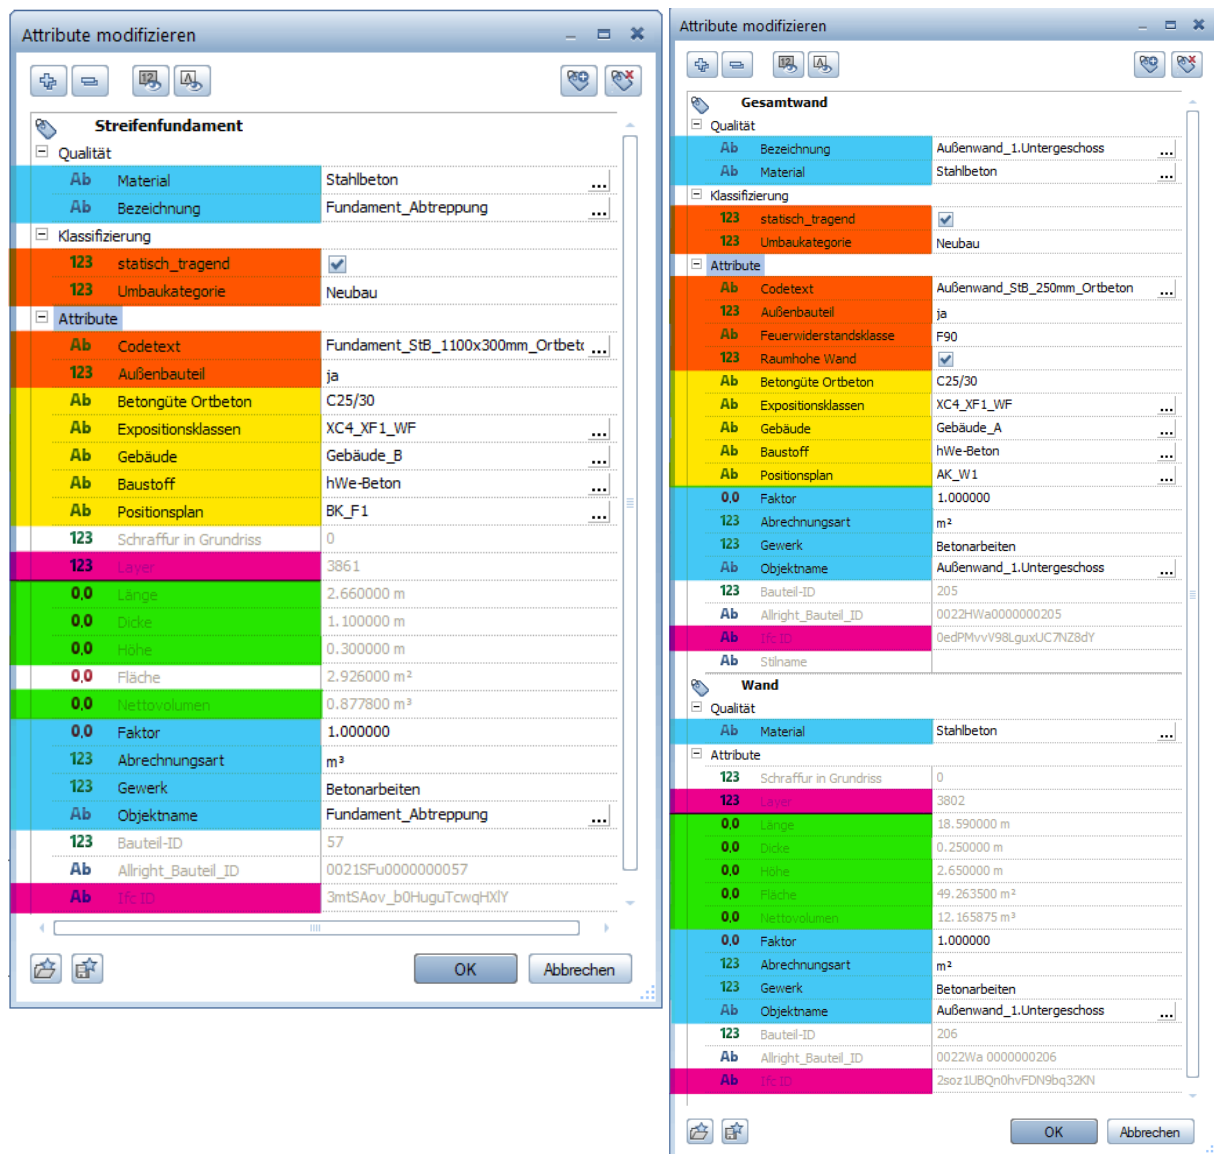 Attribute modifizieren
Streifenfundament
Qualität
Ab Material Stahlbeton ...
Ab Bezeichnung Fundament_Abtreppung ...
Klassifizierung
123 statisch_tragend
123 Umbaukategorie Neubau
Attribute
Ab Codetext Fundament_StB_1100x300mm_Ortbetc ...
123 Außenbauteil ja
Ab Betongüte Ortbeton C25/30
Ab Expositionsklassen XC4_XF1_WF ...
Ab Gebäude Gebäude_B ...
Ab Baustoff hWe-Beton ...
Ab Positionsplan BK_F1 ...
123 Schraffur in Grundriss 0
123 Layer 3861
0,0 Länge 2.660000 m
0,0 Dicke 1.100000 m
0,0 Höhe 0.300000 m
0,0 Fläche 2.926000 m²
0,0 Nettovolumen 0.877800 m³
0,0 Faktor 1.000000
123 Abrechnungsart m³
123 Gewerk Betonarbeiten
Ab Objektname Fundament_Abtreppung ...
123 Bauteil-ID 57
Ab Allright_Bauteil_ID 0021SFu0000000057
Ab Ifc ID 3mtSAov_b0HuguTcwqHXlY
OK Abbrechen
Attribute modifizieren
Gesamtwand
Qualität
Ab Bezeichnung Außenwand_1.Untergeschoss ...
Ab Material Stahlbeton ...
Klassifizierung
123 statisch_tragend
123 Umbaukategorie Neubau
Attribute
Ab Codetext Außenwand_StB_250mm_Ortbeton ...
123 Außenbauteil ja
Ab Feuerwiderstandsklasse F90
123 Raumhohe Wand
Ab Betongüte Ortbeton C25/30
Ab Expositionsklassen XC4_XF1_WF ...
Ab Gebäude Gebäude_A ...
Ab Baustoff hWe-Beton ...
Ab Positionsplan AK_W1 ...
0,0 Faktor 1.000000
123 Abrechnungsart m²
123 Gewerk Betonarbeiten
Ab Objektname Außenwand_1.Untergeschoss ...
123 Bauteil-ID 205
Ab Allright_Bauteil_ID 0022HWa0000000205
Ab Ifc ID 0edPMvvV98LguxUC7NZ8dY
Ab Stilname
Wand
Qualität
Ab Material Stahlbeton ...
Attribute
123 Schraffur in Grundriss 0
123 Layer 3802
0,0 Länge 18.590000 m
0,0 Dicke 0.250000 m
0,0 Höhe 2.650000 m
0,0 Fläche 49.263500 m²
0,0 Nettovolumen 12.165875 m³
0,0 Faktor 1.000000
123 Abrechnungsart m²
123 Gewerk Betonarbeiten
Ab Objektname Außenwand_1.Untergeschoss ...
123 Bauteil-ID 206
Ab Allright_Bauteil_ID 0022Wa 0000000206
Ab Ifc ID 2soz1UBQn0hvFDN9bq32KN
OK Abbrechen